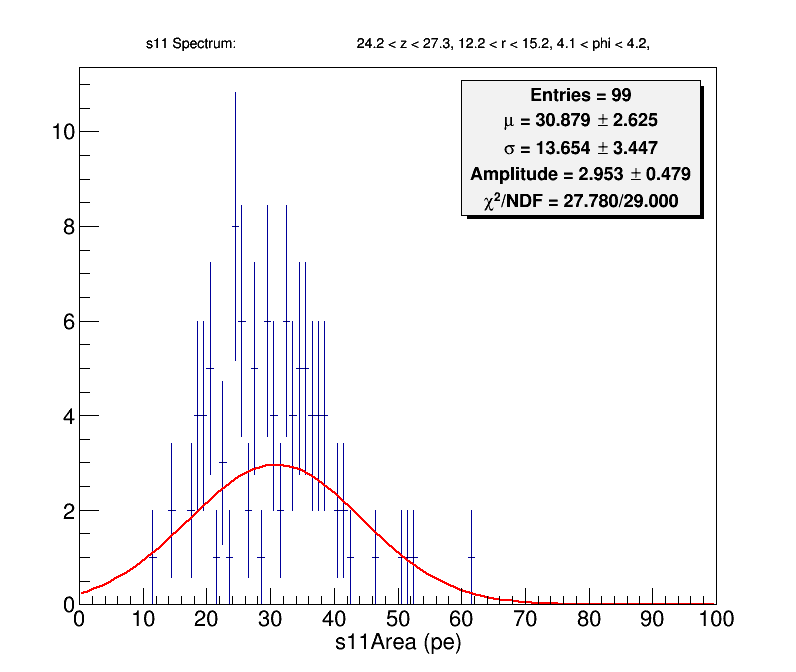 s11 Spectrum: 24.2 < z < 27.3, 12.2 < r < 15.2, 4.1 < phi < 4.2,
Entries = 99
μ = 30.879 ± 2.625
σ = 13.654 ± 3.447
Amplitude = 2.953 ± 0.479
χ²/NDF = 27.780/29.000
10
8
6
4
2
0
0 10 20 30 40 50 60 70 80 90 100
s11Area (pe)